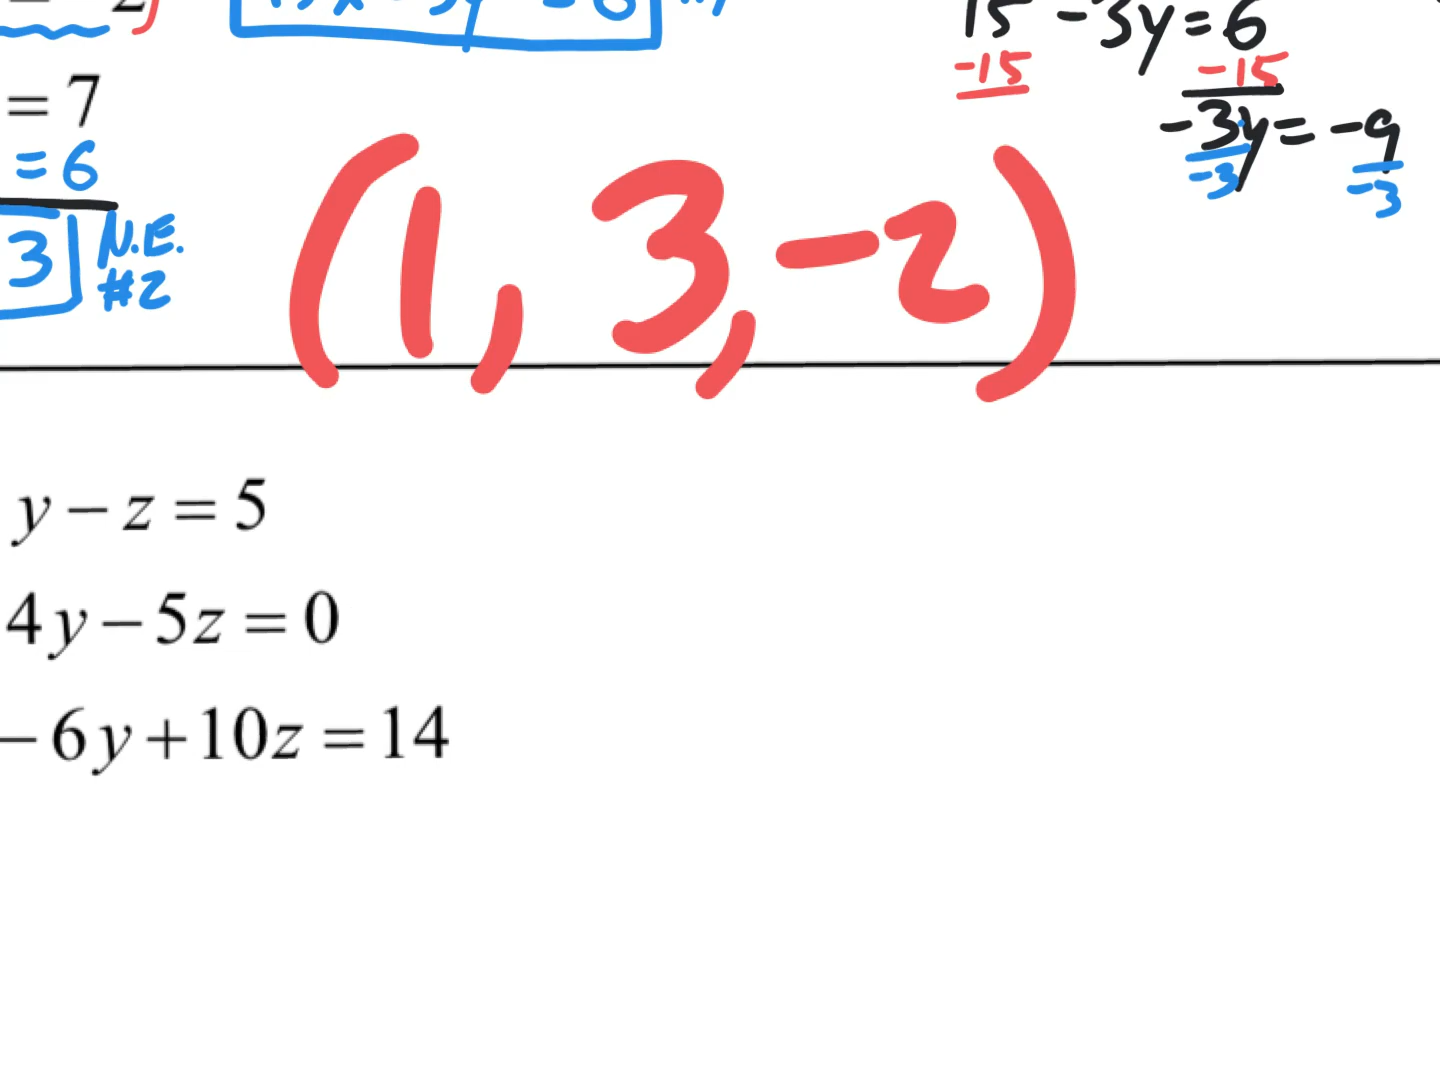 15 - 3y = 6
-15 -15
= 7
-3y = -9
-3 -3
= 6
3 N.E. #2
(1, 3, -2)
y - z = 5
4y - 5z = 0
- 6y + 10z = 14